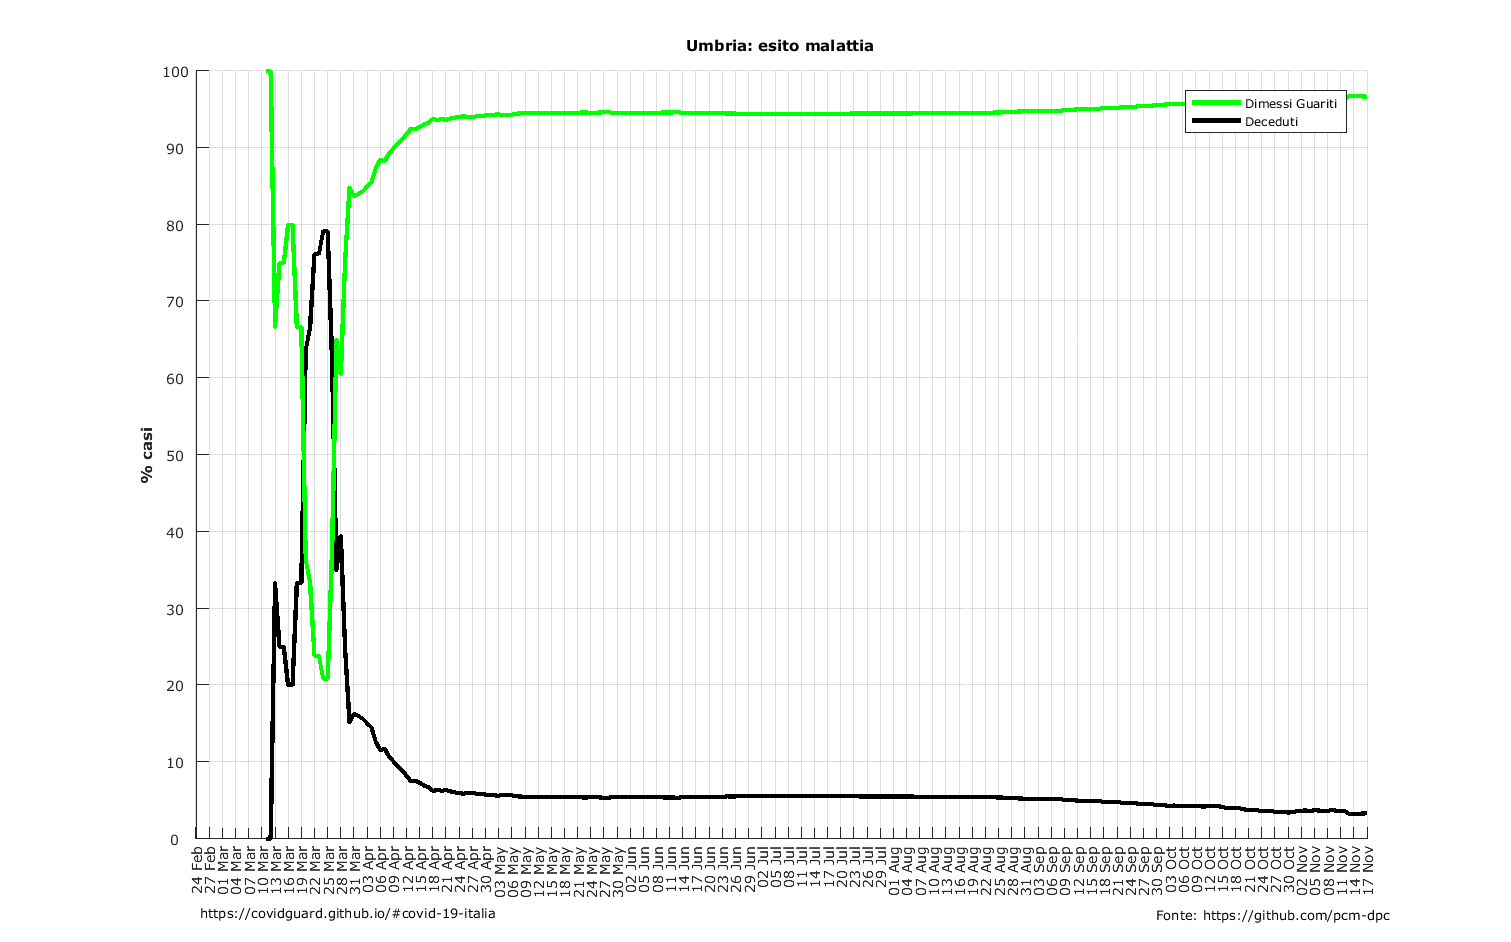 Umbria: esito malattia
% casi
100
90
80
70
60
50
40
30
20
10
0
Dimessi Guariti
Deceduti
24 Feb
27 Feb
01 Mar
04 Mar
07 Mar
10 Mar
13 Mar
16 Mar
19 Mar
22 Mar
25 Mar
28 Mar
31 Mar
03 Apr
06 Apr
09 Apr
12 Apr
15 Apr
18 Apr
21 Apr
24 Apr
27 Apr
30 Apr
03 May
06 May
09 May
12 May
15 May
18 May
21 May
24 May
27 May
30 May
02 Jun
05 Jun
08 Jun
11 Jun
14 Jun
17 Jun
20 Jun
23 Jun
26 Jun
29 Jun
02 Jul
05 Jul
08 Jul
11 Jul
14 Jul
17 Jul
20 Jul
23 Jul
26 Jul
29 Jul
01 Aug
04 Aug
07 Aug
10 Aug
13 Aug
16 Aug
19 Aug
22 Aug
25 Aug
28 Aug
31 Aug
03 Sep
06 Sep
09 Sep
12 Sep
15 Sep
18 Sep
21 Sep
24 Sep
27 Sep
30 Sep
03 Oct
06 Oct
09 Oct
12 Oct
15 Oct
18 Oct
21 Oct
24 Oct
27 Oct
30 Oct
02 Nov
05 Nov
08 Nov
11 Nov
14 Nov
17 Nov
https://covidguard.github.io/#covid-19-italia
Fonte: https://github.com/pcm-dpc